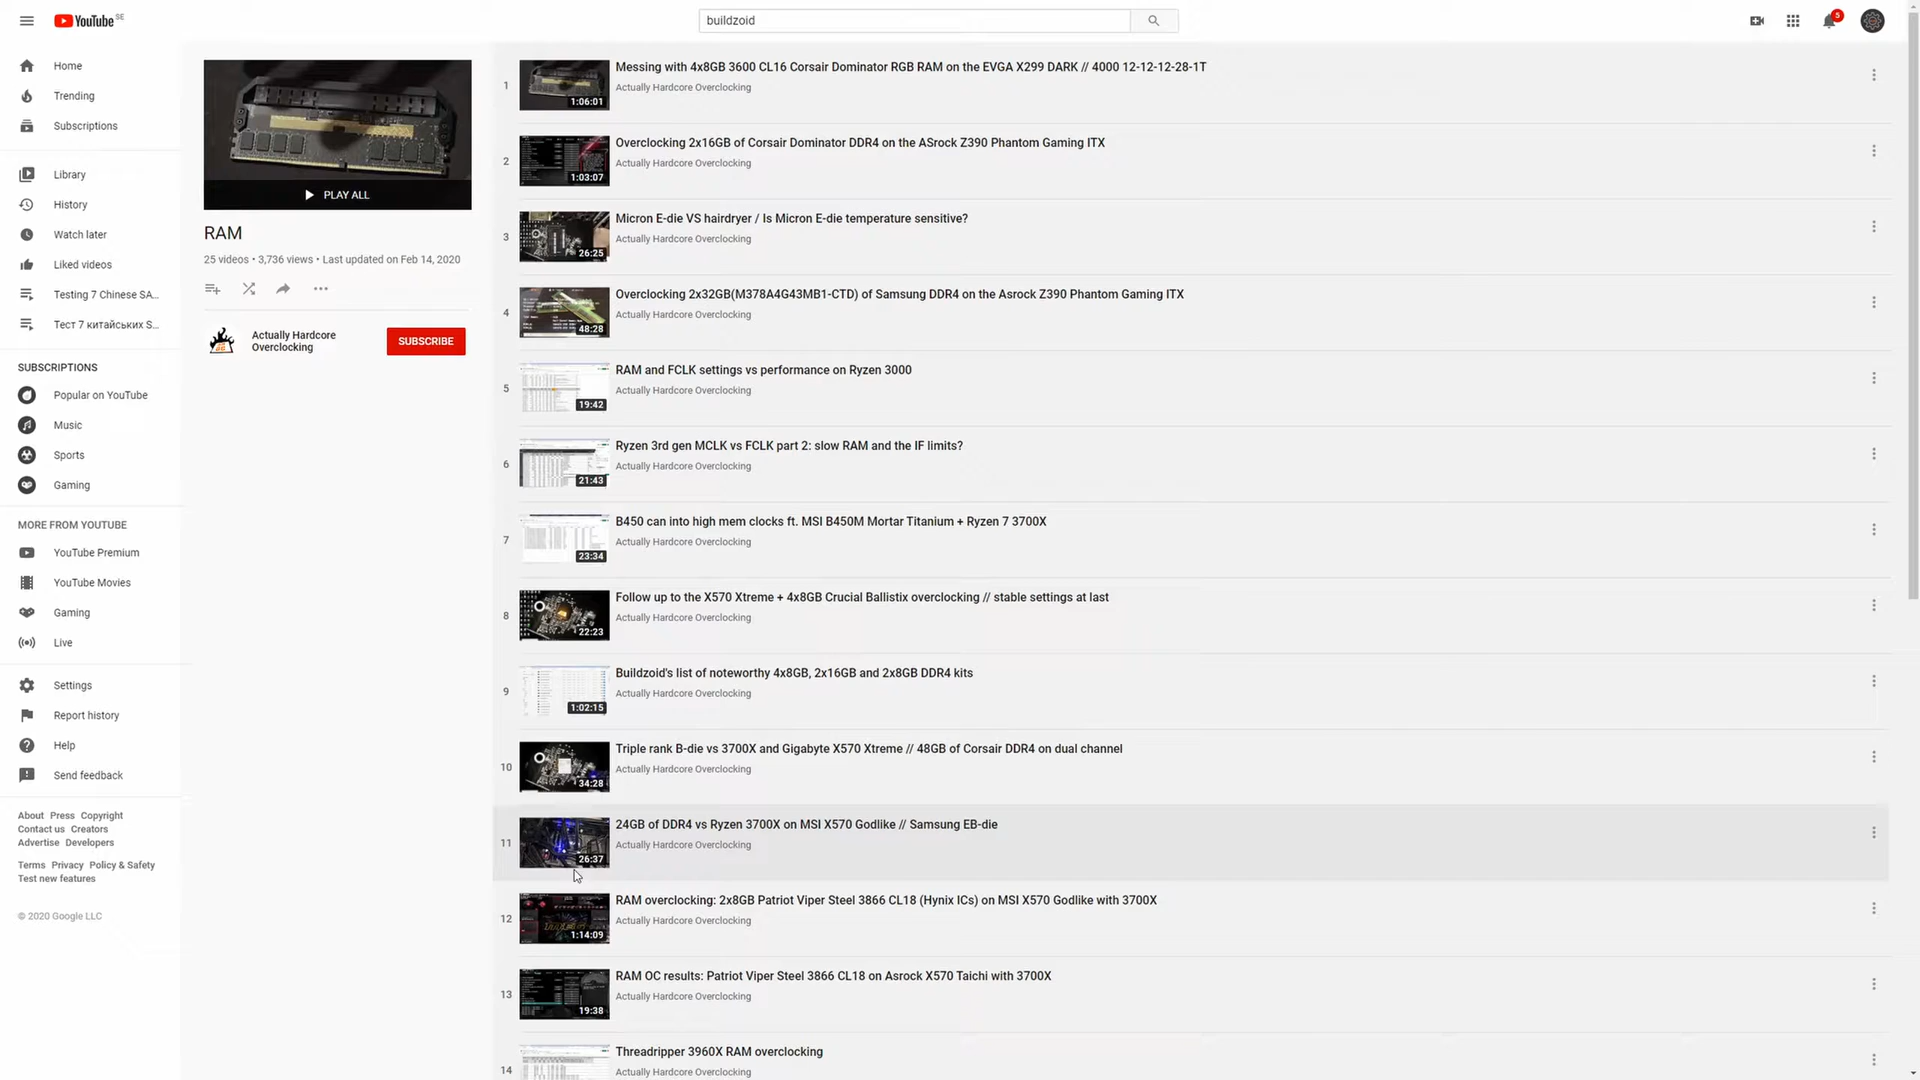 YouTube SE
buildzoid
5
Home
Trending
Subscriptions
Library
History
Watch later
Liked videos
Testing 7 Chinese SA...
Тест 7 китайських S...
SUBSCRIPTIONS
Popular on YouTube
Music
Sports
Gaming
MORE FROM YOUTUBE
YouTube Premium
YouTube Movies
Gaming
Live
Settings
Report history
Help
Send feedback
About Press Copyright
Contact us Creators
Advertise Developers
Terms Privacy Policy & Safety
Test new features
© 2020 Google LLC
PLAY ALL
RAM
25 videos • 3,736 views • Last updated on Feb 14, 2020
Actually Hardcore
Overclocking
SUBSCRIBE
1
1:06:01
Messing with 4x8GB 3600 CL16 Corsair Dominator RGB RAM on the EVGA X299 DARK // 4000 12-12-12-28-1T
Actually Hardcore Overclocking
2
1:03:07
Overclocking 2x16GB of Corsair Dominator DDR4 on the ASrock Z390 Phantom Gaming ITX
Actually Hardcore Overclocking
3
26:25
Micron E-die VS hairdryer / Is Micron E-die temperature sensitive?
Actually Hardcore Overclocking
4
48:28
Overclocking 2x32GB(M378A4G43MB1-CTD) of Samsung DDR4 on the Asrock Z390 Phantom Gaming ITX
Actually Hardcore Overclocking
5
19:42
RAM and FCLK settings vs performance on Ryzen 3000
Actually Hardcore Overclocking
6
21:43
Ryzen 3rd gen MCLK vs FCLK part 2: slow RAM and the IF limits?
Actually Hardcore Overclocking
7
23:34
B450 can into high mem clocks ft. MSI B450M Mortar Titanium + Ryzen 7 3700X
Actually Hardcore Overclocking
8
22:23
Follow up to the X570 Xtreme + 4x8GB Crucial Ballistix overclocking // stable settings at last
Actually Hardcore Overclocking
9
1:02:15
Buildzoid's list of noteworthy 4x8GB, 2x16GB and 2x8GB DDR4 kits
Actually Hardcore Overclocking
10
34:28
Triple rank B-die vs 3700X and Gigabyte X570 Xtreme // 48GB of Corsair DDR4 on dual channel
Actually Hardcore Overclocking
11
26:37
24GB of DDR4 vs Ryzen 3700X on MSI X570 Godlike // Samsung EB-die
Actually Hardcore Overclocking
12
1:14:09
RAM overclocking: 2x8GB Patriot Viper Steel 3866 CL18 (Hynix ICs) on MSI X570 Godlike with 3700X
Actually Hardcore Overclocking
13
19:38
RAM OC results: Patriot Viper Steel 3866 CL18 on Asrock X570 Taichi with 3700X
Actually Hardcore Overclocking
14
Threadripper 3960X RAM overclocking
Actually Hardcore Overclocking